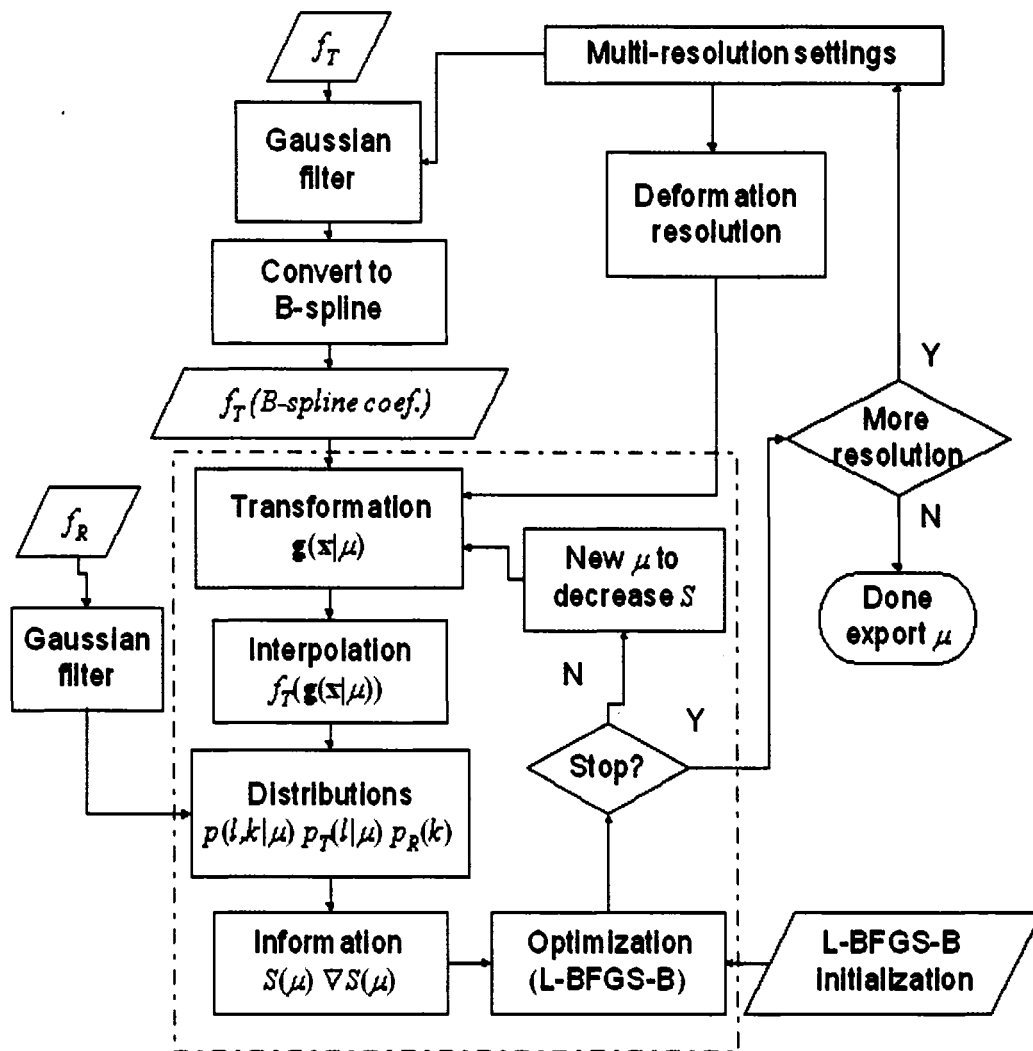 f_T
Multi-resolution settings
Gaussian
filter
Deformation
resolution
Convert to
B-spline
f_T (B-spline coef.)
Y
More
resolution
N
Transformation
g(x|μ)
f_R
New μ to
decrease S
Done
export μ
Gaussian
filter
Interpolation
f_T(g(x|μ))
N
Y
Stop?
Distributions
p(l,k|μ) p_T(l|μ) p_R(k)
Information
S(μ) ∇S(μ)
Optimization
(L-BFGS-B)
L-BFGS-B
initialization